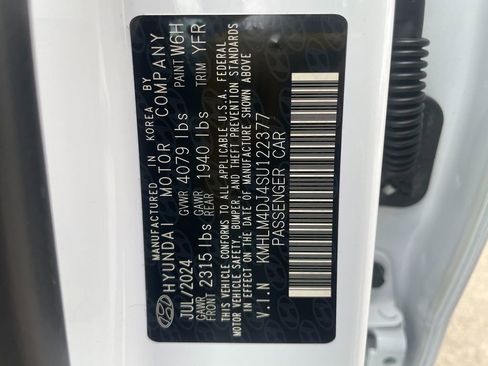 MANUFACTURED IN KOREA BY
HYUNDAI MOTOR COMPANY
JUL/2024 GVWR 4079 lbs PAINT W6H
GAWR FRONT 2315 lbs GAWR REAR 1940 lbs TRIM YFR
THIS VEHICLE CONFORMS TO ALL APPLICABLE U.S.A. FEDERAL
MOTOR VEHICLE SAFETY, BUMPER, AND THEFT PREVENTION STANDARDS
IN EFFECT ON THE DATE OF MANUFACTURE SHOWN ABOVE
V.I.N KMHLM4DJ4SU122377
PASSENGER CAR